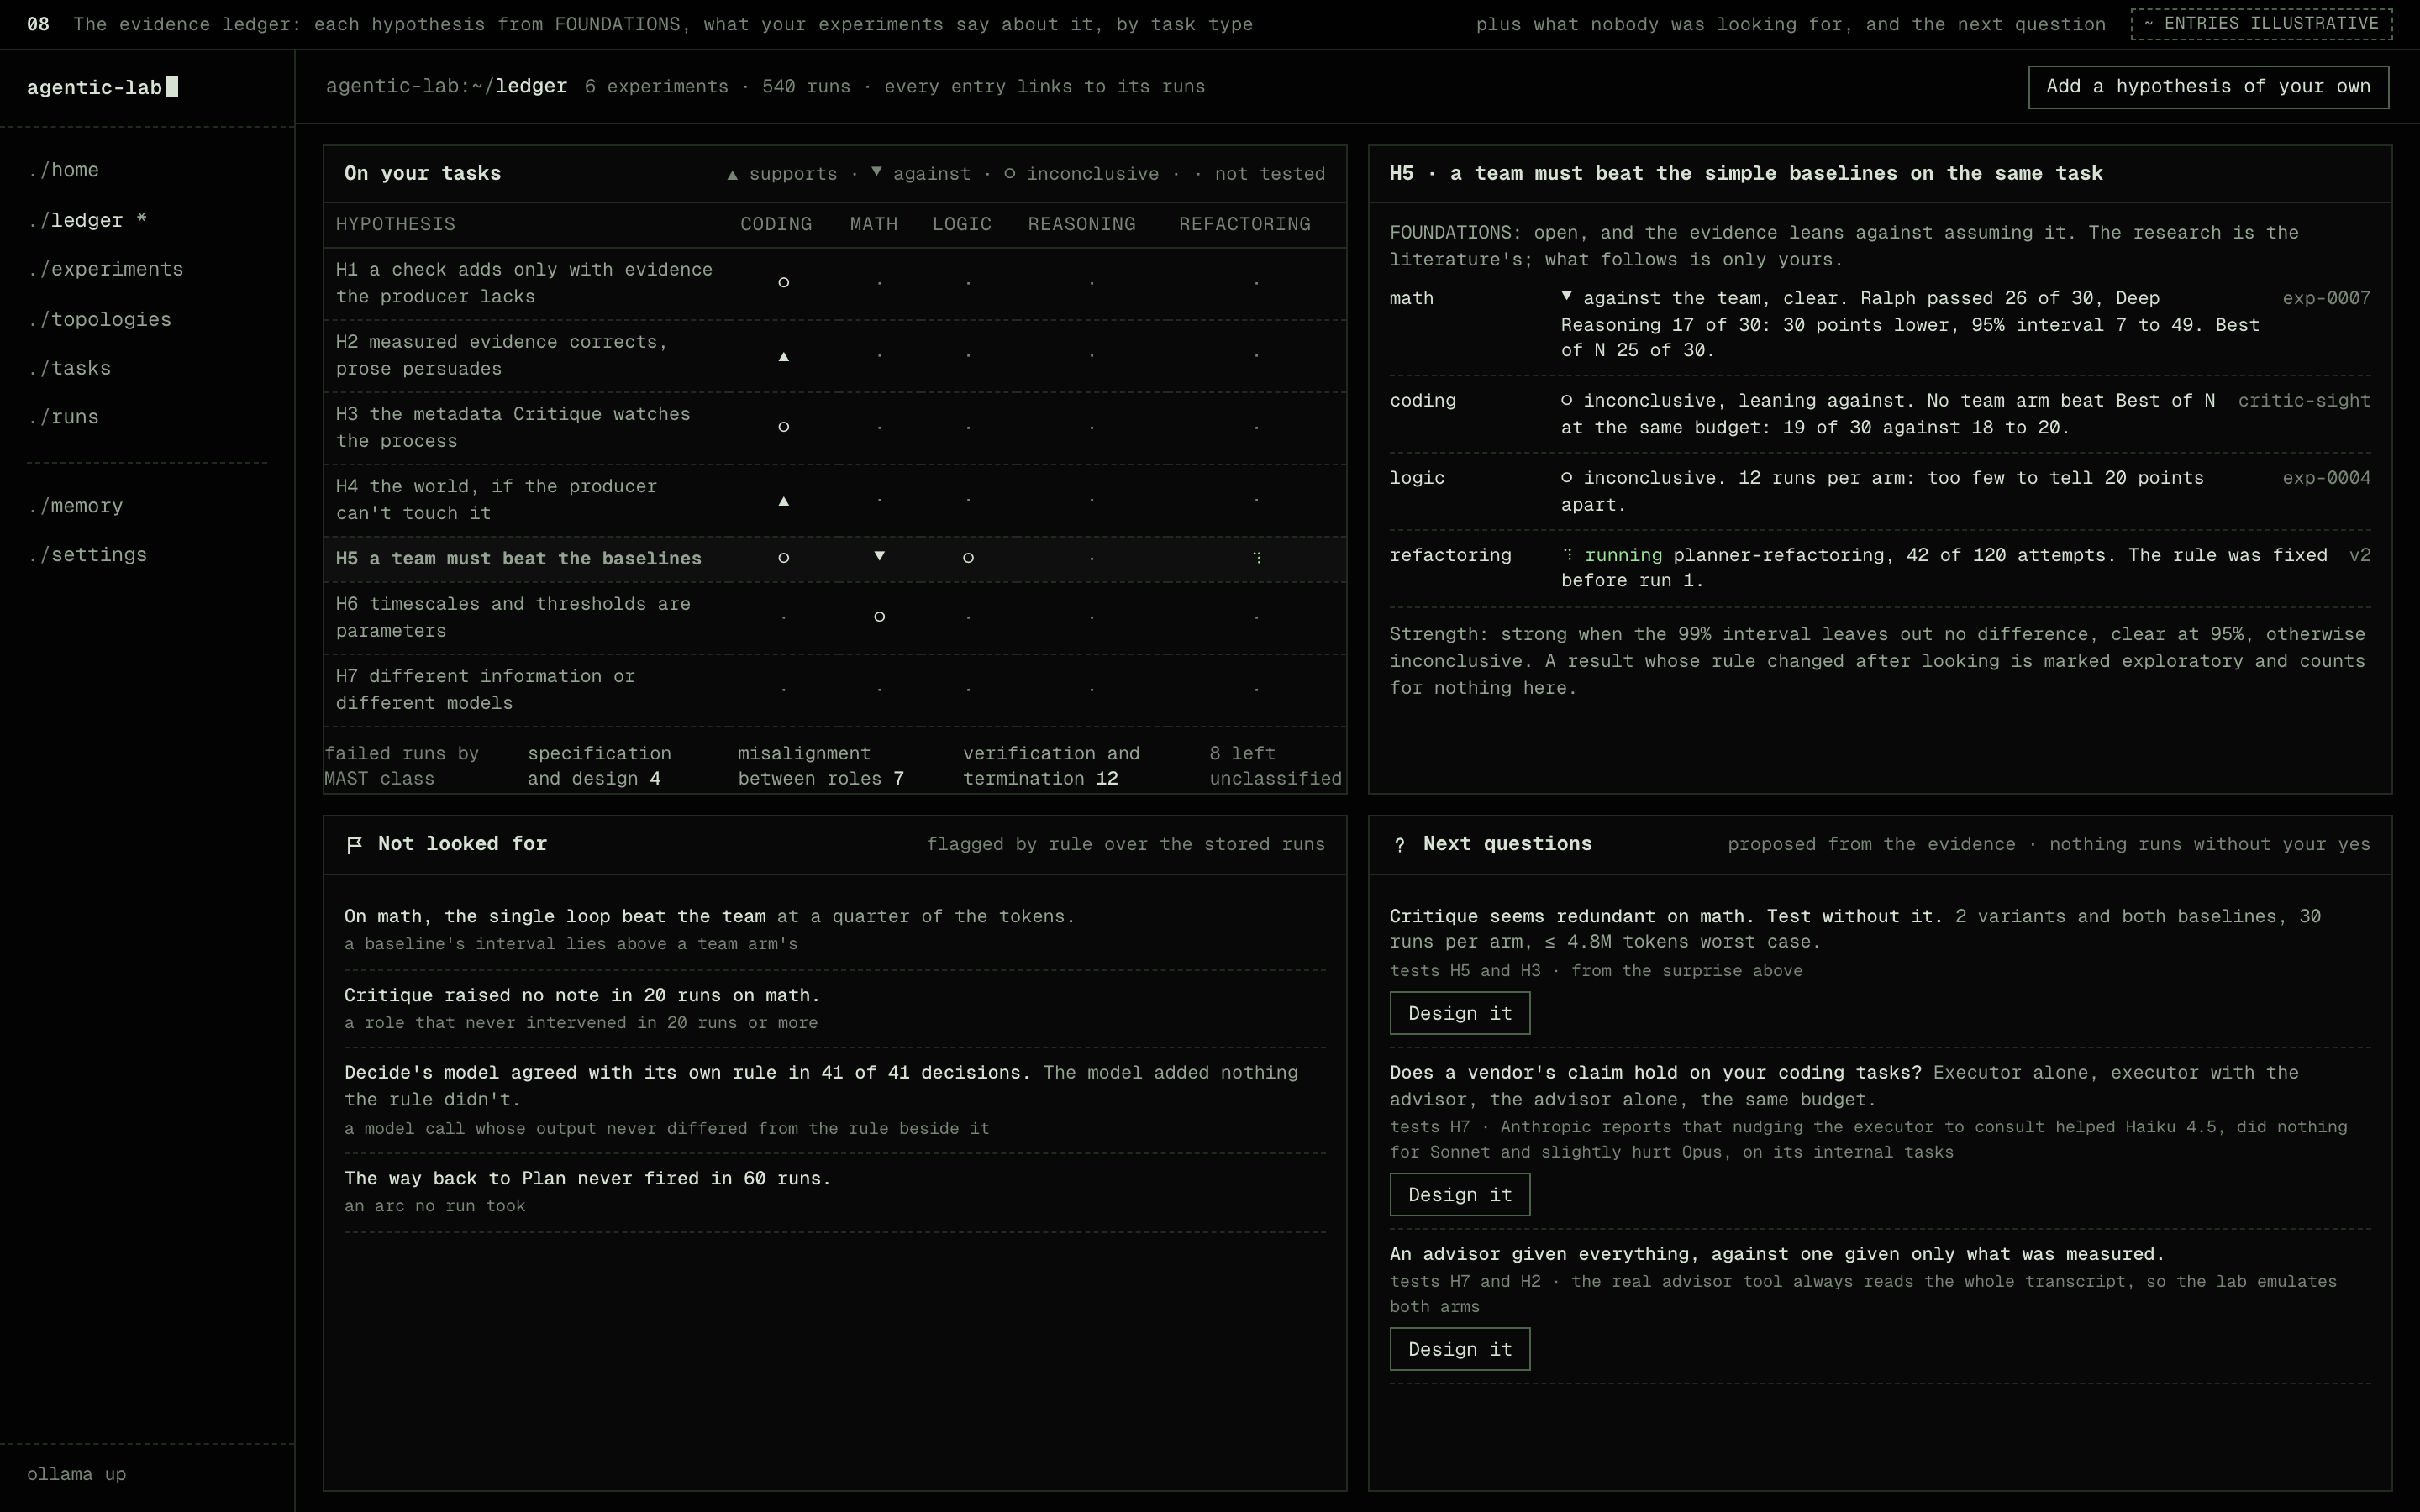 08 The evidence ledger: each hypothesis from FOUNDATIONS, what your experiments say about it, by task type
plus what nobody was looking for, and the next question
~ ENTRIES ILLUSTRATIVE
agentic-lab
./home
./ledger *
./experiments
./topologies
./tasks
./runs
./memory
./settings
ollama up
agentic-lab:~/ledger 6 experiments · 540 runs · every entry links to its runs
Add a hypothesis of your own
On your tasks
▲ supports · ▼ against · ○ inconclusive · · not tested
HYPOTHESIS CODING MATH LOGIC REASONING REFACTORING
H1 a check adds only with evidence
the producer lacks
○ · · · ·
H2 measured evidence corrects,
prose persuades
▲ · · · ·
H3 the metadata Critique watches
the process
○ · · · ·
H4 the world, if the producer
can't touch it
▲ · · · ·
H5 a team must beat the baselines ○ ▼ ○ · ⠹
H6 timescales and thresholds are
parameters
· ○ · · ·
H7 different information or
different models
· · · · ·
failed runs by
MAST class
specification
and design 4
misalignment
between roles 7
verification and
termination 12
8 left
unclassified
H5 · a team must beat the simple baselines on the same task
FOUNDATIONS: open, and the evidence leans against assuming it. The research is the
literature's; what follows is only yours.
math
▼ against the team, clear. Ralph passed 26 of 30, Deep
Reasoning 17 of 30: 30 points lower, 95% interval 7 to 49. Best
of N 25 of 30.
exp-0007
coding
○ inconclusive, leaning against. No team arm beat Best of N
at the same budget: 19 of 30 against 18 to 20.
critic-sight
logic
○ inconclusive. 12 runs per arm: too few to tell 20 points
apart.
exp-0004
refactoring
⠹ running planner-refactoring, 42 of 120 attempts. The rule was fixed
before run 1.
v2
Strength: strong when the 99% interval leaves out no difference, clear at 95%, otherwise
inconclusive. A result whose rule changed after looking is marked exploratory and counts
for nothing here.
Not looked for
flagged by rule over the stored runs
On math, the single loop beat the team at a quarter of the tokens.
a baseline's interval lies above a team arm's
Critique raised no note in 20 runs on math.
a role that never intervened in 20 runs or more
Decide's model agreed with its own rule in 41 of 41 decisions. The model added nothing
the rule didn't.
a model call whose output never differed from the rule beside it
The way back to Plan never fired in 60 runs.
an arc no run took
? Next questions
proposed from the evidence · nothing runs without your yes
Critique seems redundant on math. Test without it. 2 variants and both baselines, 30
runs per arm, ≤ 4.8M tokens worst case.
tests H5 and H3 · from the surprise above
Design it
Does a vendor's claim hold on your coding tasks? Executor alone, executor with the
advisor, the advisor alone, the same budget.
tests H7 · Anthropic reports that nudging the executor to consult helped Haiku 4.5, did nothing
for Sonnet and slightly hurt Opus, on its internal tasks
Design it
An advisor given everything, against one given only what was measured.
tests H7 and H2 · the real advisor tool always reads the whole transcript, so the lab emulates
both arms
Design it